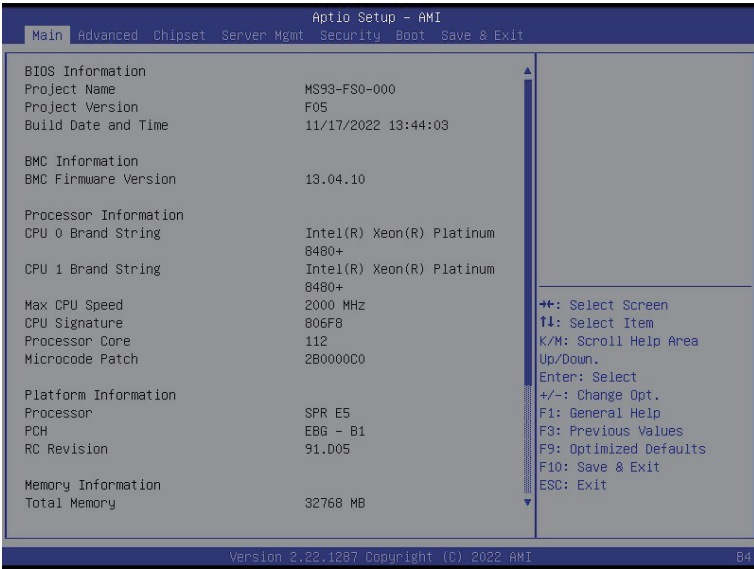 Aptio Setup – AMI
Main Advanced Chipset Server Mgmt Security Boot Save & Exit
BIOS Information
Project Name MS93-FS0-000
Project Version F05
Build Date and Time 11/17/2022 13:44:03
BMC Information
BMC Firmware Version 13.04.10
Processor Information
CPU 0 Brand String Intel(R) Xeon(R) Platinum
8480+
CPU 1 Brand String Intel(R) Xeon(R) Platinum
8480+
Max CPU Speed 2000 MHz
CPU Signature 806F8
Processor Core 112
Microcode Patch 2B0000C0
Platform Information
Processor SPR E5
PCH EBG - B1
RC Revision 91.D05
Memory Information
Total Memory 32768 MB
→←: Select Screen
↑↓: Select Item
K/M: Scroll Help Area
Up/Down.
Enter: Select
+/-: Change Opt.
F1: General Help
F3: Previous Values
F9: Optimized Defaults
F10: Save & Exit
ESC: Exit
Version 2.22.1287 Copyright (C) 2022 AMI
B4